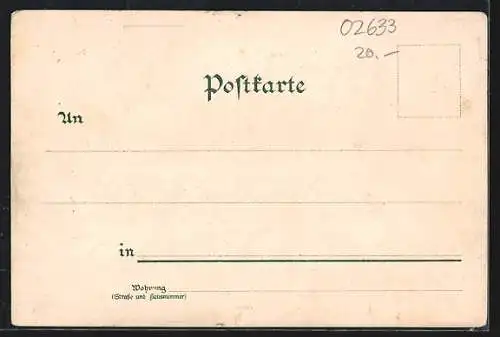 02633
20.-
Postkarte
An
in
Wohnung
(Straße und Hausnummer)